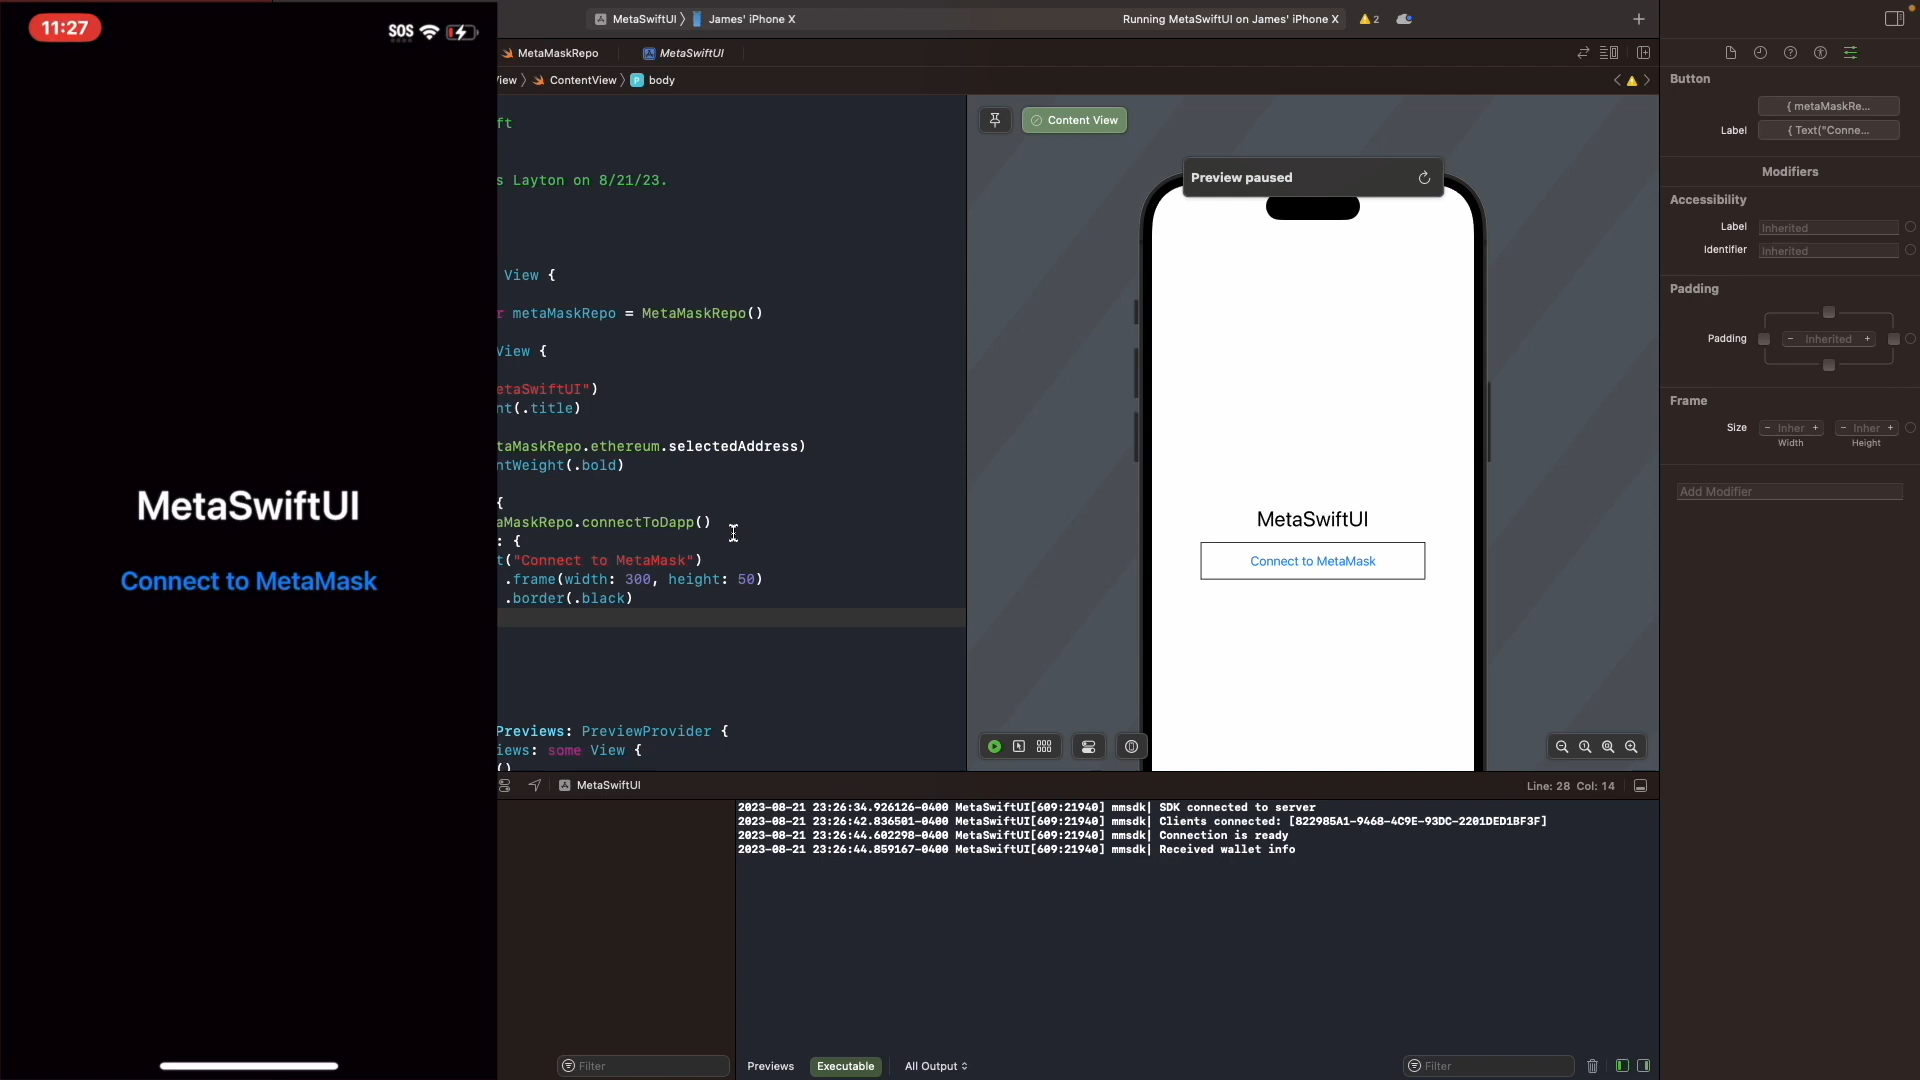 11:27
SOS
MetaSwiftUI
Connect to MetaMask
MetaSwiftUI
James' iPhone X
Running MetaSwiftUI on James' iPhone X
2
MetaMaskRepo
MetaSwiftUI
View
ContentView
P
body
ft
s Layton on 8/21/23.
View {
r metaMaskRepo = MetaMaskRepo()
View {
etaSwiftUI")
nt(.title)
taMaskRepo.ethereum.selectedAddress)
ntWeight(.bold)
{
aMaskRepo.connectToDapp()
: {
t("Connect to MetaMask")
.frame(width: 300, height: 50)
.border(.black)
Previews: PreviewProvider {
iews: some View {
()
Content View
Preview paused
MetaSwiftUI
Connect to MetaMask
MetaSwiftUI
Line: 28 Col: 14
2023-08-21 23:26:34.926126-0400 MetaSwiftUI[609:21940] mmsdk| SDK connected to server
2023-08-21 23:26:42.836501-0400 MetaSwiftUI[609:21940] mmsdk| Clients connected: [822985A1-9468-4C9E-93DC-2201DED1BF3F]
2023-08-21 23:26:44.602298-0400 MetaSwiftUI[609:21940] mmsdk| Connection is ready
2023-08-21 23:26:44.859167-0400 MetaSwiftUI[609:21940] mmsdk| Received wallet info
Filter
Previews
Executable
All Output
Filter
Button
{ metaMaskRe...
Label
{ Text("Conne...
Modifiers
Accessibility
Label
Inherited
Identifier
Inherited
Padding
Padding
− Inherited +
Frame
Size
− Inher +
− Inher +
Width
Height
Add Modifier